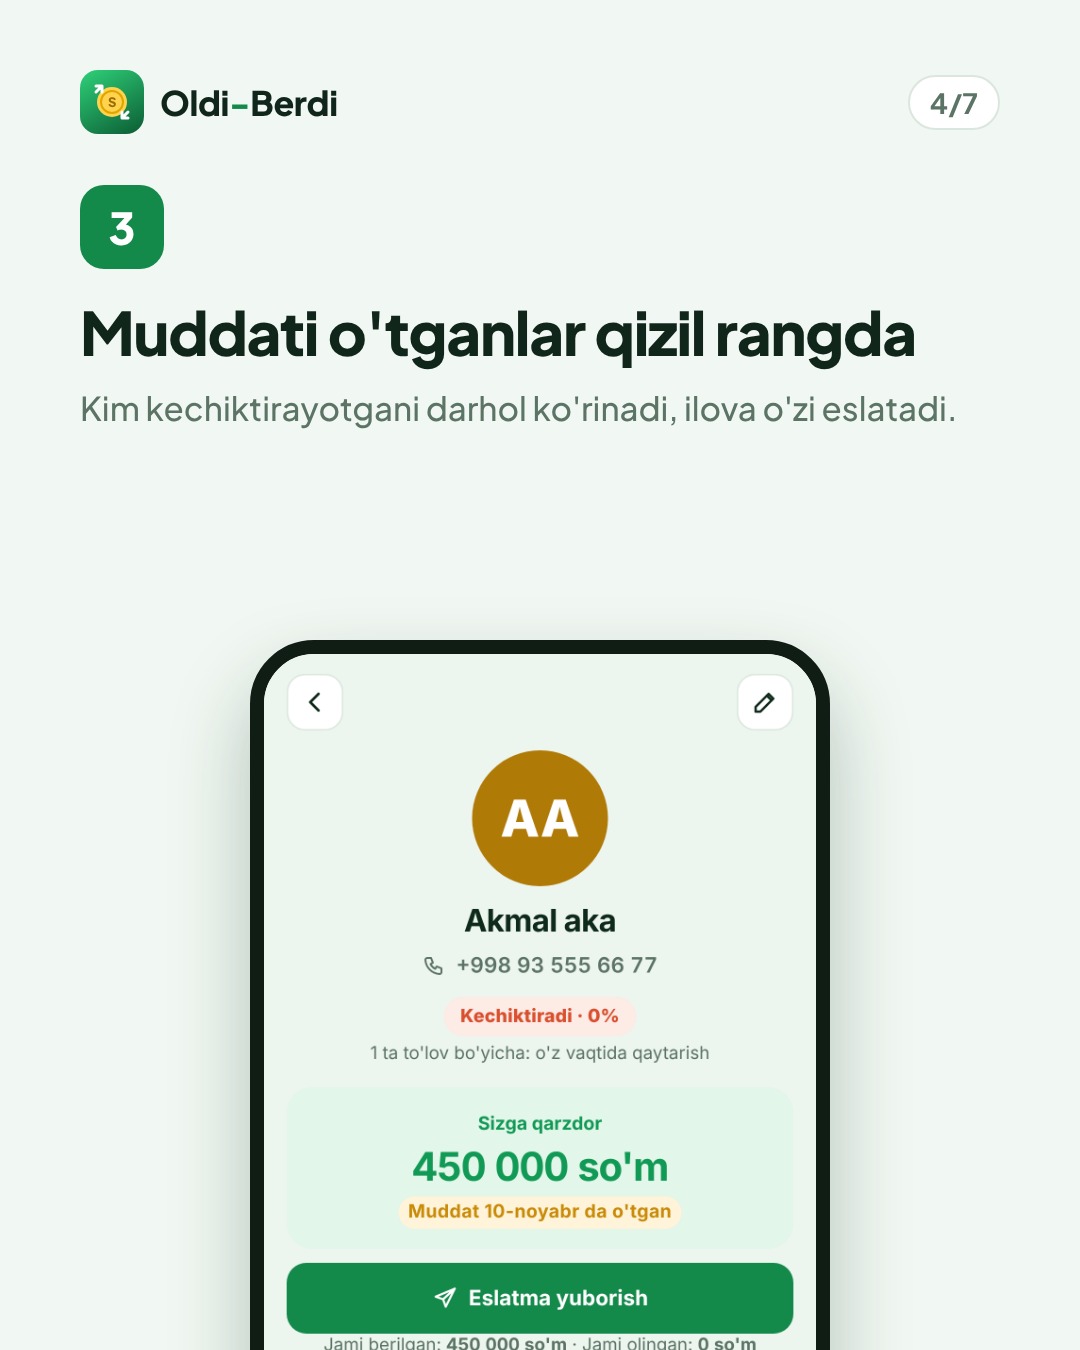 Oldi-Berdi
4/7
3
Muddati o'tganlar qizil rangda
Kim kechiktirayotgani darhol ko'rinadi, ilova o'zi eslatadi.
AA
Akmal aka
+998 93 555 66 77
Kechiktiradi · 0%
1 ta to'lov bo'yicha: o'z vaqtida qaytarish
Sizga qarzdor
450 000 so'm
Muddat 10-noyabr da o'tgan
Eslatma yuborish
Jami berilgan: 450 000 so'm · Jami olingan: 0 so'm